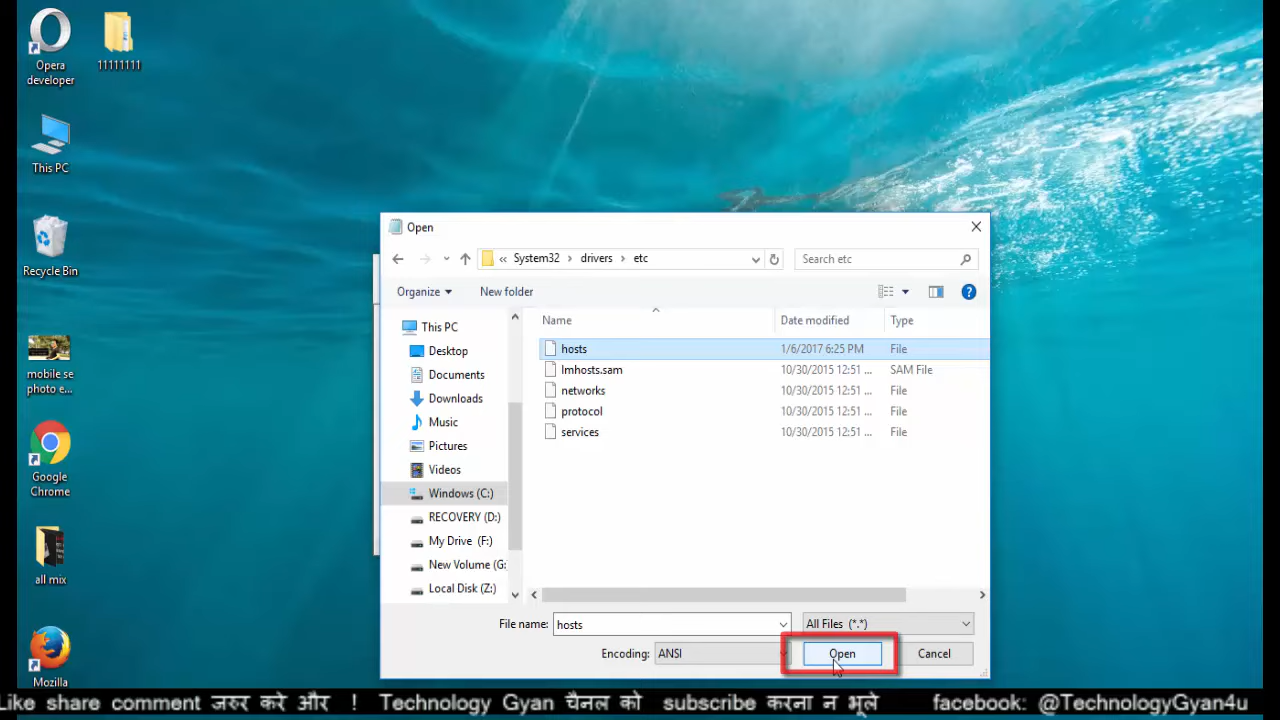 Opera
developer
11111111
This PC
Recycle Bin
mobile se
photo e...
Google
Chrome
all mix
Mozilla
Open
« System32 › drivers › etc
Search etc
Organize
New folder
Name
Date modified
Type
This PC
Desktop
Documents
Downloads
Music
Pictures
Videos
Windows (C:)
RECOVERY (D:)
My Drive (F:)
New Volume (G:
Local Disk (Z:)
hosts 1/6/2017 6:25 PM File
lmhosts.sam 10/30/2015 12:51 ... SAM File
networks 10/30/2015 12:51 ... File
protocol 10/30/2015 12:51 ... File
services 10/30/2015 12:51 ... File
File name: hosts
All Files (*.*)
Encoding: ANSI
Open
Cancel
Like share comment जरुर करे और ! Technology Gyan चैनल को subscribe करना न भूले facebook: @TechnologyGyan4u